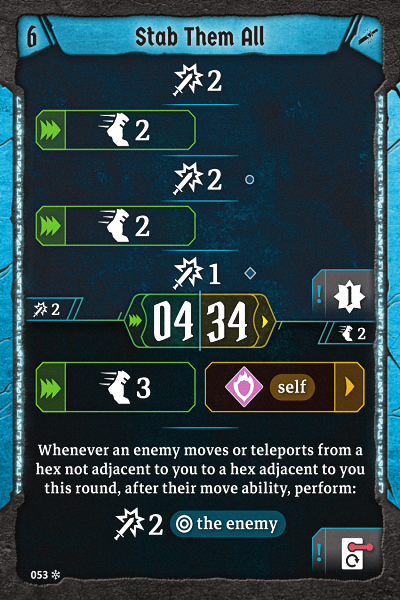 6 Stab Them All
2
2
2
2
1
! 1
2 04 34 2
3 self
Whenever an enemy moves or teleports from a
hex not adjacent to you to a hex adjacent to you
this round, after their move ability, perform:
2 the enemy
!
053